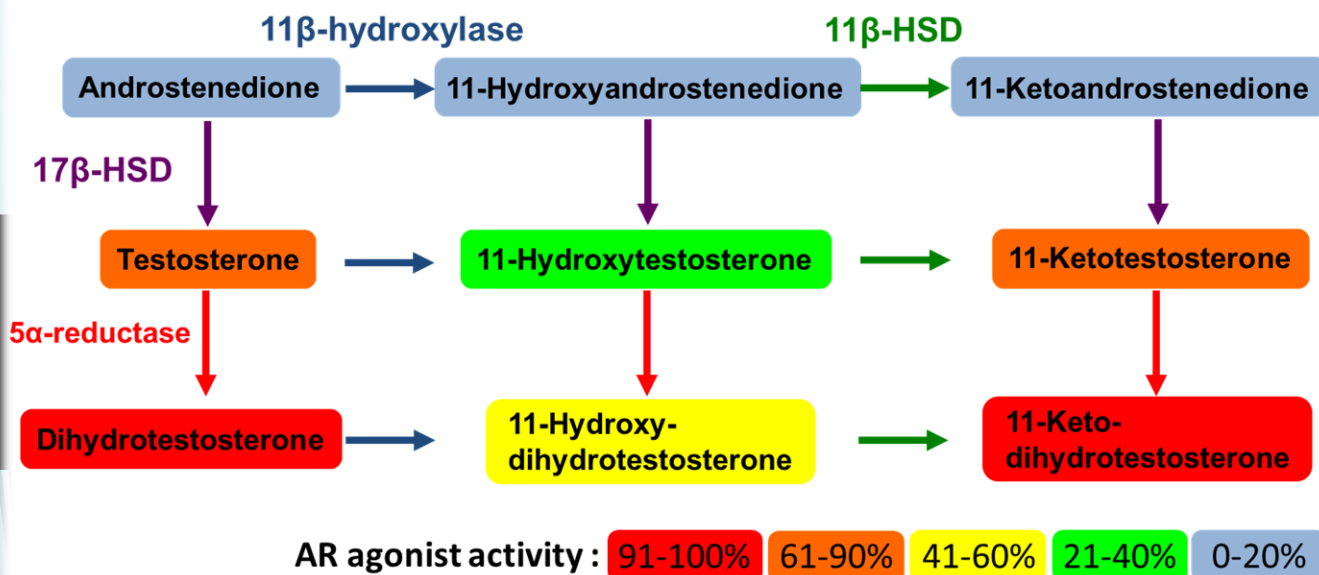 11β-hydroxylase 11β-HSD
Androstenedione 11-Hydroxyandrostenedione 11-Ketoandrostenedione
17β-HSD
Testosterone 11-Hydroxytestosterone 11-Ketotestosterone
5α-reductase
Dihydrotestosterone
11-Hydroxy-
dihydrotestosterone
11-Keto-
dihydrotestosterone
AR agonist activity : 91-100% 61-90% 41-60% 21-40% 0-20%